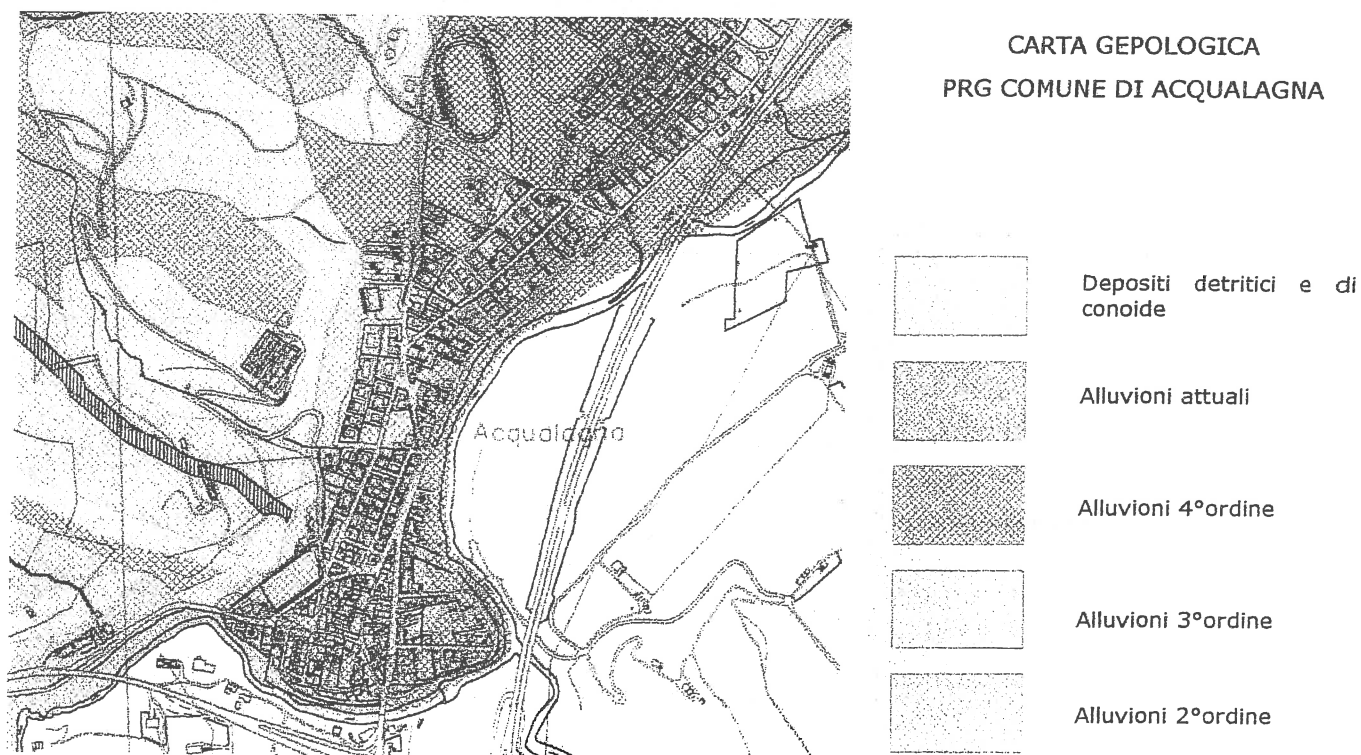 CARTA GEPOLOGICA
PRG COMUNE DI ACQUALAGNA
Depositi detritici e di
conoide
Alluvioni attuali
Alluvioni 4°ordine
Alluvioni 3°ordine
Alluvioni 2°ordine
Acqualagna